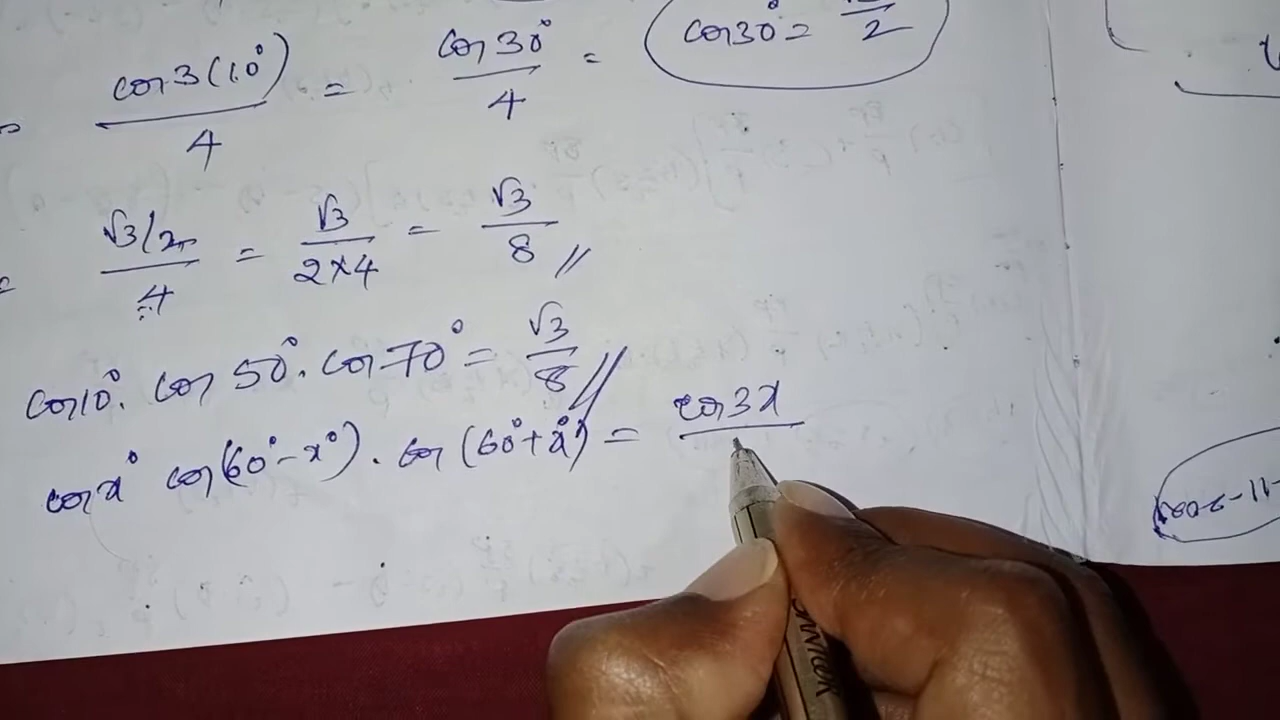 cos3(10°)/4 = cos30°/4 = cos30° = /2
= √3/2/4 = √3/2×4 = √3/8 //
cos10°. cos50°. cos70° = √3/8 //
cosx° cos(60°-x°). cos(60°+x°) = cos3x